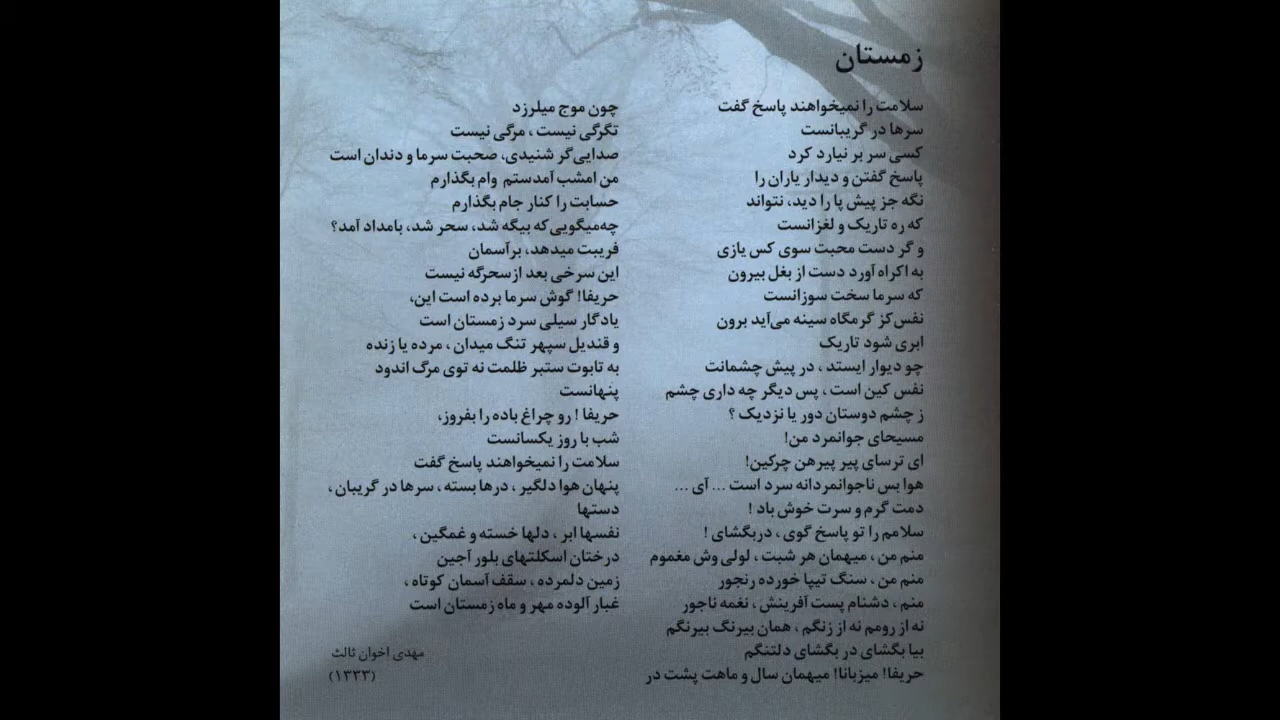 زمستان
سلامت را نمیخواهند پاسخ گفت
سرها در گریبانست
کسی سر بر نیارد کرد
پاسخ گفتن و دیدار یاران را
نگه جز پیش پا را دید، نتواند
که ره تاریک و لغزانست
و گر دست محبت سوی کس یازی
به اکراه آورد دست از بغل بیرون
که سرما سخت سوزانست
نفس کز گرمگاه سینه می‌آید برون
ابری شود تاریک
چو دیوار ایستد ، در پیش چشمانت
نفس کین است ، پس دیگر چه داری چشم
ز چشم دوستان دور یا نزدیک ؟
مسیحای جوانمرد من!
ای ترسای پیر پیرهن چرکین!
هوا بس ناجوانمردانه سرد است ... آی ...
دمت گرم و سرت خوش باد !
سلامم را تو پاسخ گوی ، دربگشای !
منم من ، میهمان هر شبت ، لولی وش مغموم
منم من ، سنگ تیپا خورده رنجور
منم ، دشنام پست آفرینش ، نغمه ناجور
نه از رومم نه از زنگم ، همان بیرنگ بیرنگم
بیا بگشای در بگشای دلتنگم
حریفا! میزبانا! میهمان سال و ماهت پشت در
چون موج میلرزد
تگرگی نیست ، مرگی نیست
صدایی گر شنیدی، صحبت سرما و دندان است
من امشب آمدستم وام بگذارم
حسابت را کنار جام بگذارم
چه‌میگویی که بیگه شد، سحر شد، بامداد آمد؟
فریبت میدهد، برآسمان
این سرخی بعد ازسحرگه نیست
حریفا! گوش سرما برده است این،
یادگار سیلی سرد زمستان است
و قندیل سپهر تنگ میدان ، مرده یا زنده
به تابوت ستبر ظلمت نه توی مرگ اندود
پنهانست
حریفا ! رو چراغ باده را بفروز،
شب با روز یکسانست
سلامت را نمیخواهند پاسخ گفت
پنهان هوا دلگیر ، درها بسته ، سرها در گریبان ،
دستها
نفسها ابر ، دلها خسته و غمگین ،
درختان اسکلتهای بلور آجین
زمین دلمرده ، سقف آسمان کوتاه ،
غبار آلوده مهر و ماه زمستان است
مهدی اخوان ثالث
(۱۳۳۳)